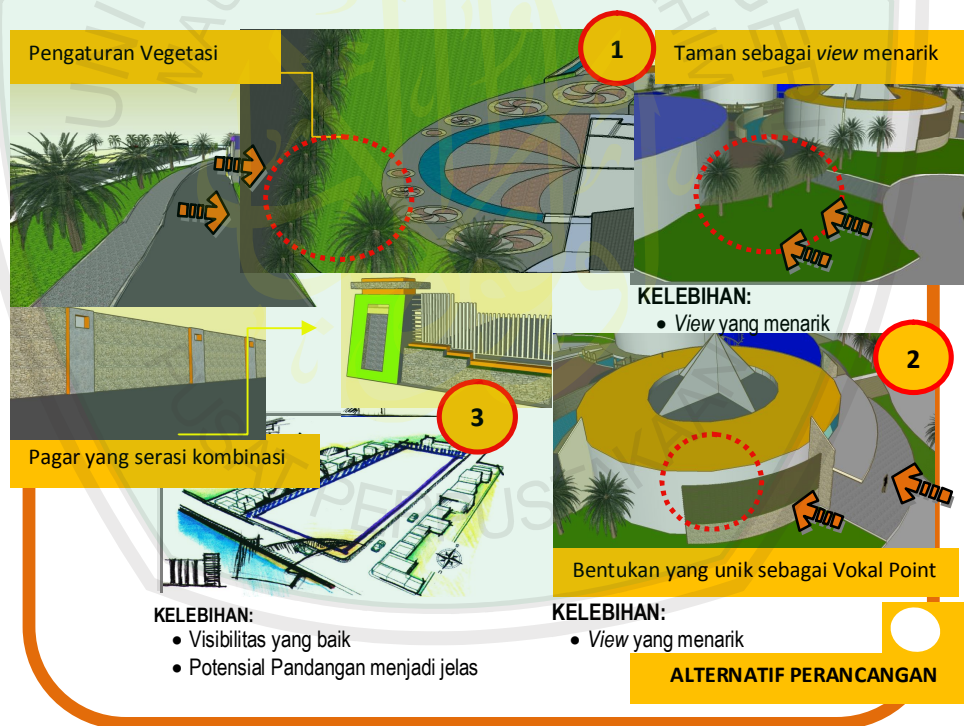 Pengaturan Vegetasi
1
Taman sebagai view menarik
KELEBIHAN:
• View yang menarik
2
3
Pagar yang serasi kombinasi
Bentukan yang unik sebagai Vokal Point
KELEBIHAN:
• Visibilitas yang baik
• Potensial Pandangan menjadi jelas
KELEBIHAN:
• View yang menarik
ALTERNATIF PERANCANGAN